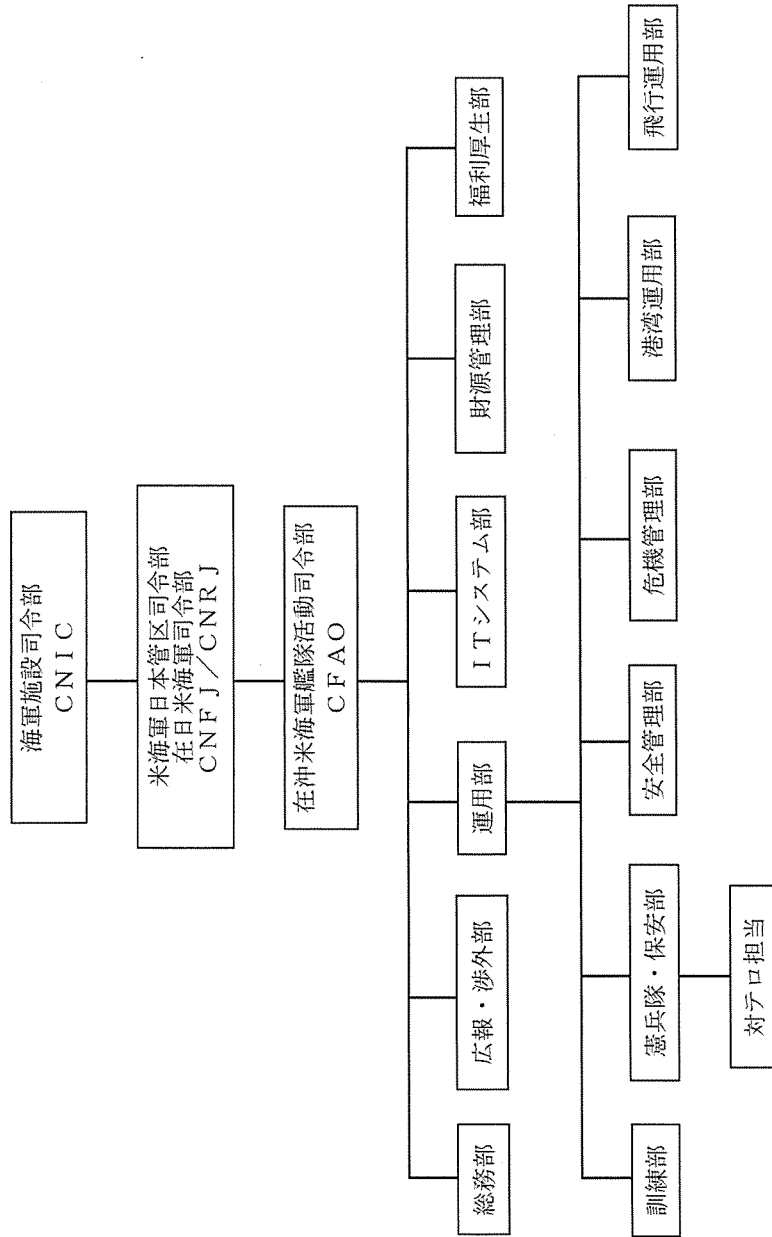 海軍施設司令部
ＣＮＩＣ
米海軍日本管区司令部
在日米海軍司令部
ＣＮＦＪ／ＣＮＲＪ
在沖米海軍艦隊活動司令部
ＣＦＡＯ
総務部
広報・渉外部
運用部
ＩＴシステム部
財源管理部
福利厚生部
訓練部
憲兵隊・保安部
安全管理部
危機管理部
港湾運用部
飛行運用部
対テロ担当